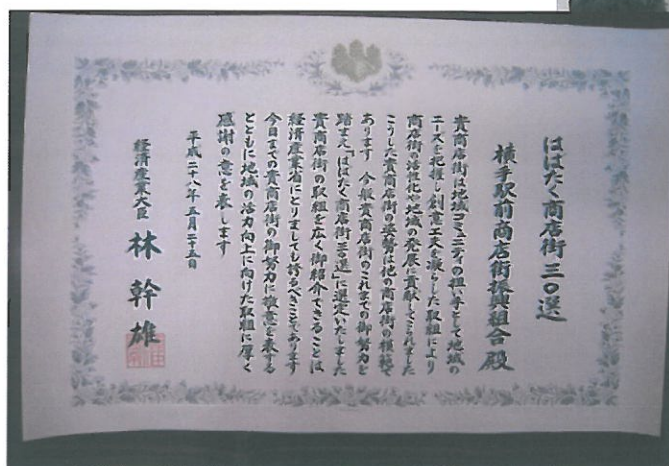 はばたく商店街三〇選
横手駅前商店街振興組合殿
貴商店街は地域コミュニティの担い手として地域の
ニーズを把握し創意工夫を凝らした取組により
商店街の活性化や地域の発展に貢献してこられました
こうした貴商店街の姿勢は他の商店街の模範で
あります 今般貴商店街のこれまでの御努力を
踏まえ「はばたく商店街三〇選」に選定いたしました
貴商店街の取組を広く御紹介できることは
経済産業省にとりましても誇るべきことであります
今日までの貴商店街の御努力に敬意を表する
とともに地域の活力向上に向けた取組に厚く
感謝の意を表します
平成二十八年五月二十五日
経済産業大臣 林幹雄